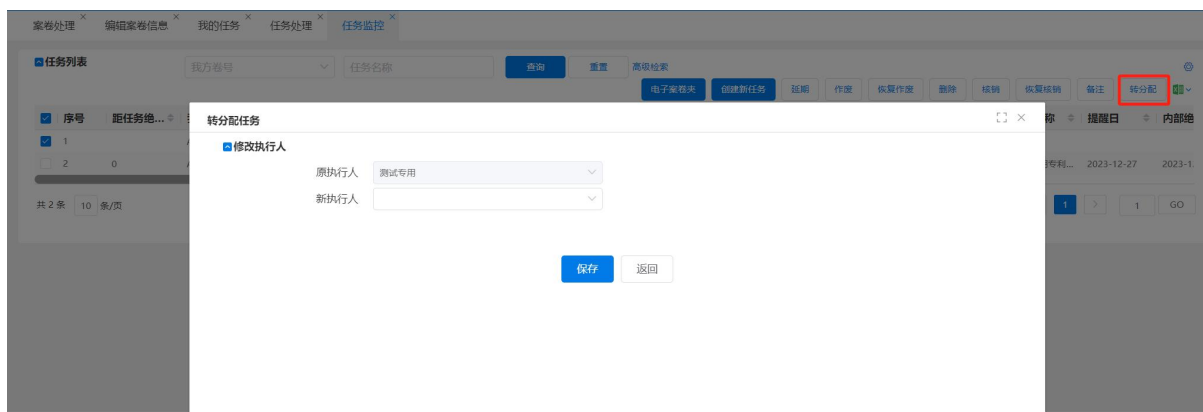 案卷处理 × 编辑案卷信息 × 我的任务 × 任务处理 × 任务监控 ×
任务列表 我方卷号 任务名称 查询 重置 高级检索
电子案卷夹 创建新任务 延期 作废 恢复作废 删除 核销 恢复核销 备注 转分配
序号 距任务绝... 称 提醒日 内部绝
转分配任务
1
修改执行人
2 0 专利... 2023-12-27 2023-1
原执行人 测试专用
新执行人
共 2 条 10 条/页 1 > 1 GO
保存 返回